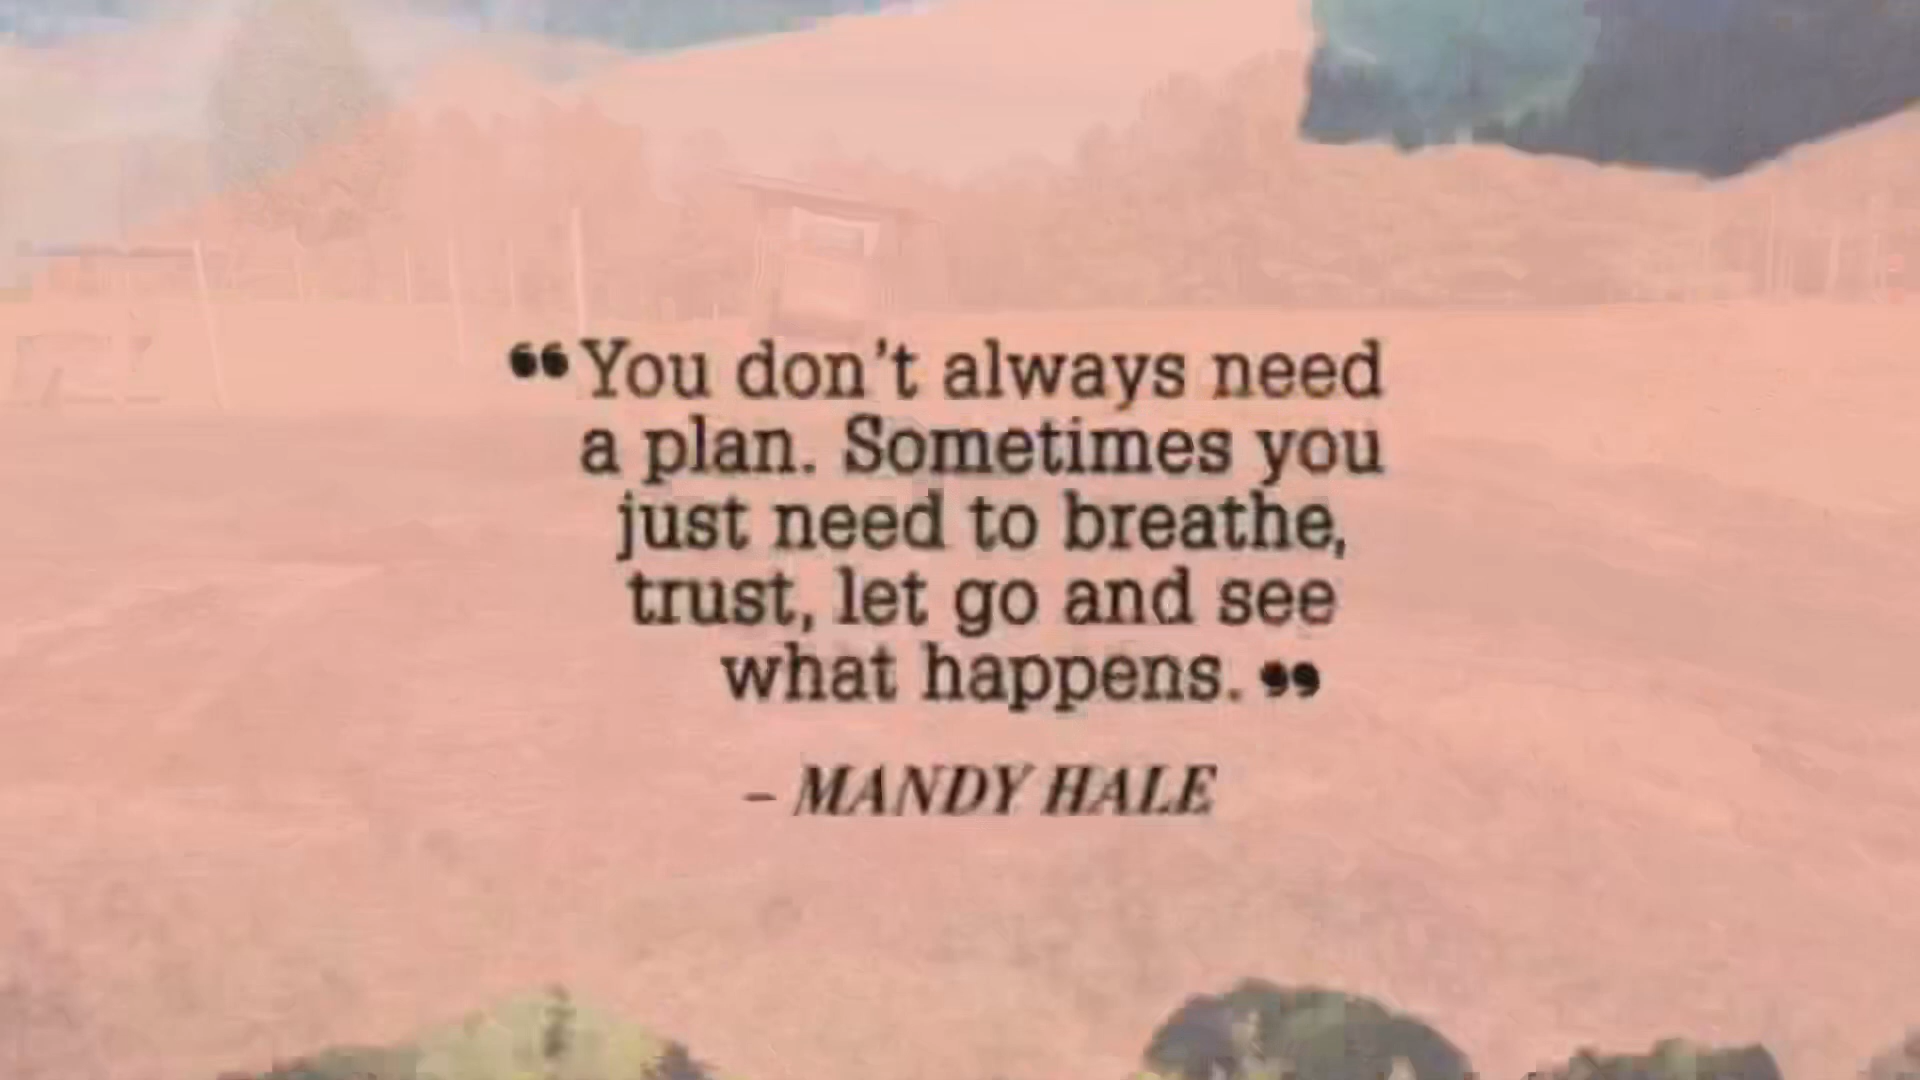 “You don’t always need
a plan. Sometimes you
just need to breathe,
trust, let go and see
what happens.”
– MANDY HALE